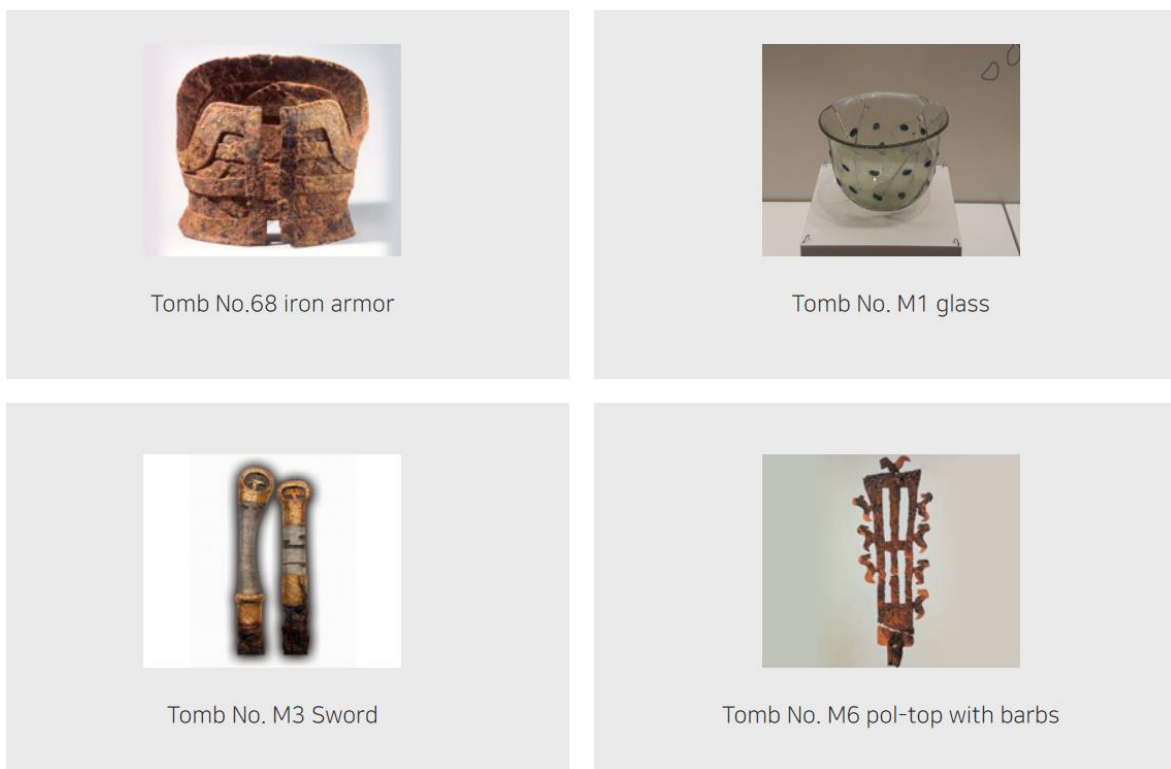 Tomb No.68 iron armor
Tomb No. M1 glass
Tomb No. M3 Sword
Tomb No. M6 pol-top with barbs